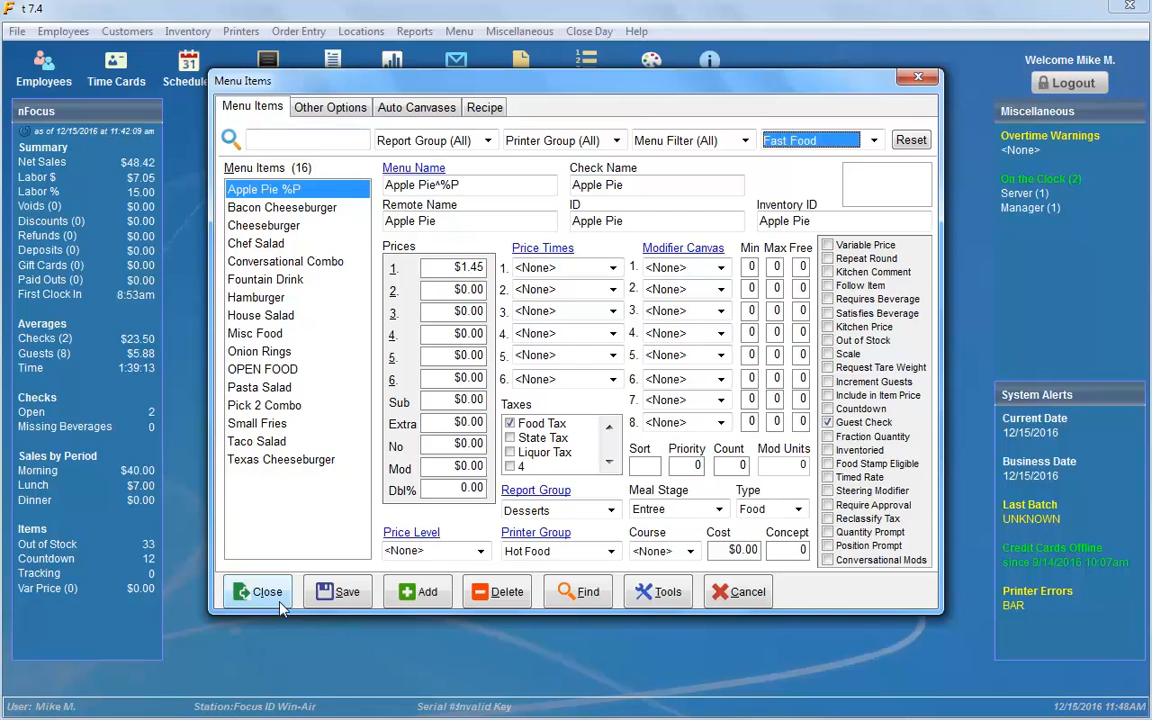 t 7.4
File Employees Customers Inventory Printers Order Entry Locations Reports Menu Miscellaneous Close Day Help
Employees Time Cards Schedul 31
Welcome Mike M.
Logout
nFocus
as of 12/15/2016 at 11:42:09 am
Summary
Net Sales $48.42
Labor $ $7.05
Labor % 15.00
Voids (0) $0.00
Discounts (0) $0.00
Refunds (0) $0.00
Deposits (0) $0.00
Gift Cards (0) $0.00
Paid Outs (0) $0.00
First Clock In 8:53am
Averages
Checks (2) $23.50
Guests (8) $5.88
Time 1:39:13
Checks
Open 2
Missing Beverages 0
Sales by Period
Morning $40.00
Lunch $7.00
Dinner $0.00
Items
Out of Stock 33
Countdown 12
Tracking 0
Var Price (0) $0.00
Menu Items
Menu Items Other Options Auto Canvases Recipe
Report Group (All) Printer Group (All) Menu Filter (All) Fast Food Reset
Menu Items (16)
Apple Pie %P
Bacon Cheeseburger
Cheeseburger
Chef Salad
Conversational Combo
Fountain Drink
Hamburger
House Salad
Misc Food
Onion Rings
OPEN FOOD
Pasta Salad
Pick 2 Combo
Small Fries
Taco Salad
Texas Cheeseburger
Menu Name Check Name
Apple Pie^%P Apple Pie
Remote Name ID Inventory ID
Apple Pie Apple Pie Apple Pie
Prices Price Times Modifier Canvas Min Max Free
1. $1.45 1. <None> 1. <None> 0 0 0
2. $0.00 2. <None> 2. <None> 0 0 0
3. $0.00 3. <None> 3. <None> 0 0 0
4. $0.00 4. <None> 4. <None> 0 0 0
5. $0.00 5. <None> 5. <None> 0 0 0
6. $0.00 6. <None> 6. <None> 0 0 0
Sub $0.00 7. <None> 0 0 0
Extra $0.00 8. <None> 0 0 0
No $0.00
Mod $0.00
Dbl% 0.00
Taxes
Food Tax
State Tax
Liquor Tax
4
Sort Priority Count Mod Units
0 0 0
Report Group Meal Stage Type
Desserts Entree Food
Price Level Printer Group Course Cost Concept
<None> Hot Food <None> $0.00 0
Variable Price
Repeat Round
Kitchen Comment
Follow Item
Requires Beverage
Satisfies Beverage
Kitchen Price
Out of Stock
Scale
Request Tare Weight
Increment Guests
Include in Item Price
Countdown
Guest Check
Fraction Quantity
Inventoried
Food Stamp Eligible
Timed Rate
Steering Modifier
Require Approval
Reclassify Tax
Quantity Prompt
Position Prompt
Conversational Mods
Close Save Add Delete Find Tools Cancel
Miscellaneous
Overtime Warnings
<None>
On the Clock (2)
Server (1)
Manager (1)
System Alerts
Current Date
12/15/2016
Business Date
12/15/2016
Last Batch
UNKNOWN
Credit Cards Offline
since 9/14/2016 10:07am
Printer Errors
BAR
User: Mike M. Station:Focus ID Win-Air Serial #:Invalid Key 12/15/2016 11:48AM